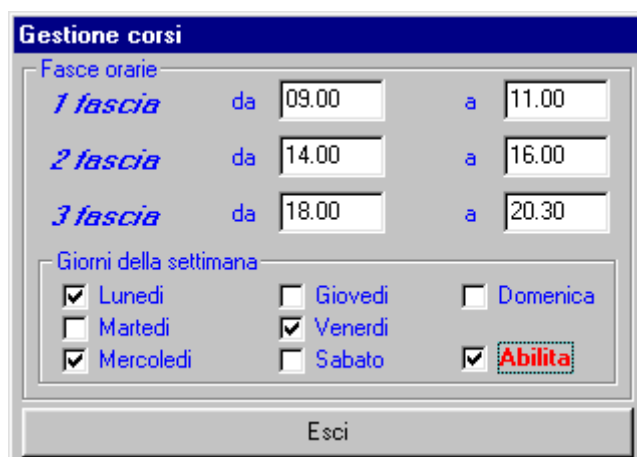 Gestione corsi
Fasce orarie
1 fascia da 09.00 a 11.00
2 fascia da 14.00 a 16.00
3 fascia da 18.00 a 20.30
Giorni della settimana
Lunedi Giovedi Domenica
Martedi Venerdi
Mercoledi Sabato Abilita
Esci